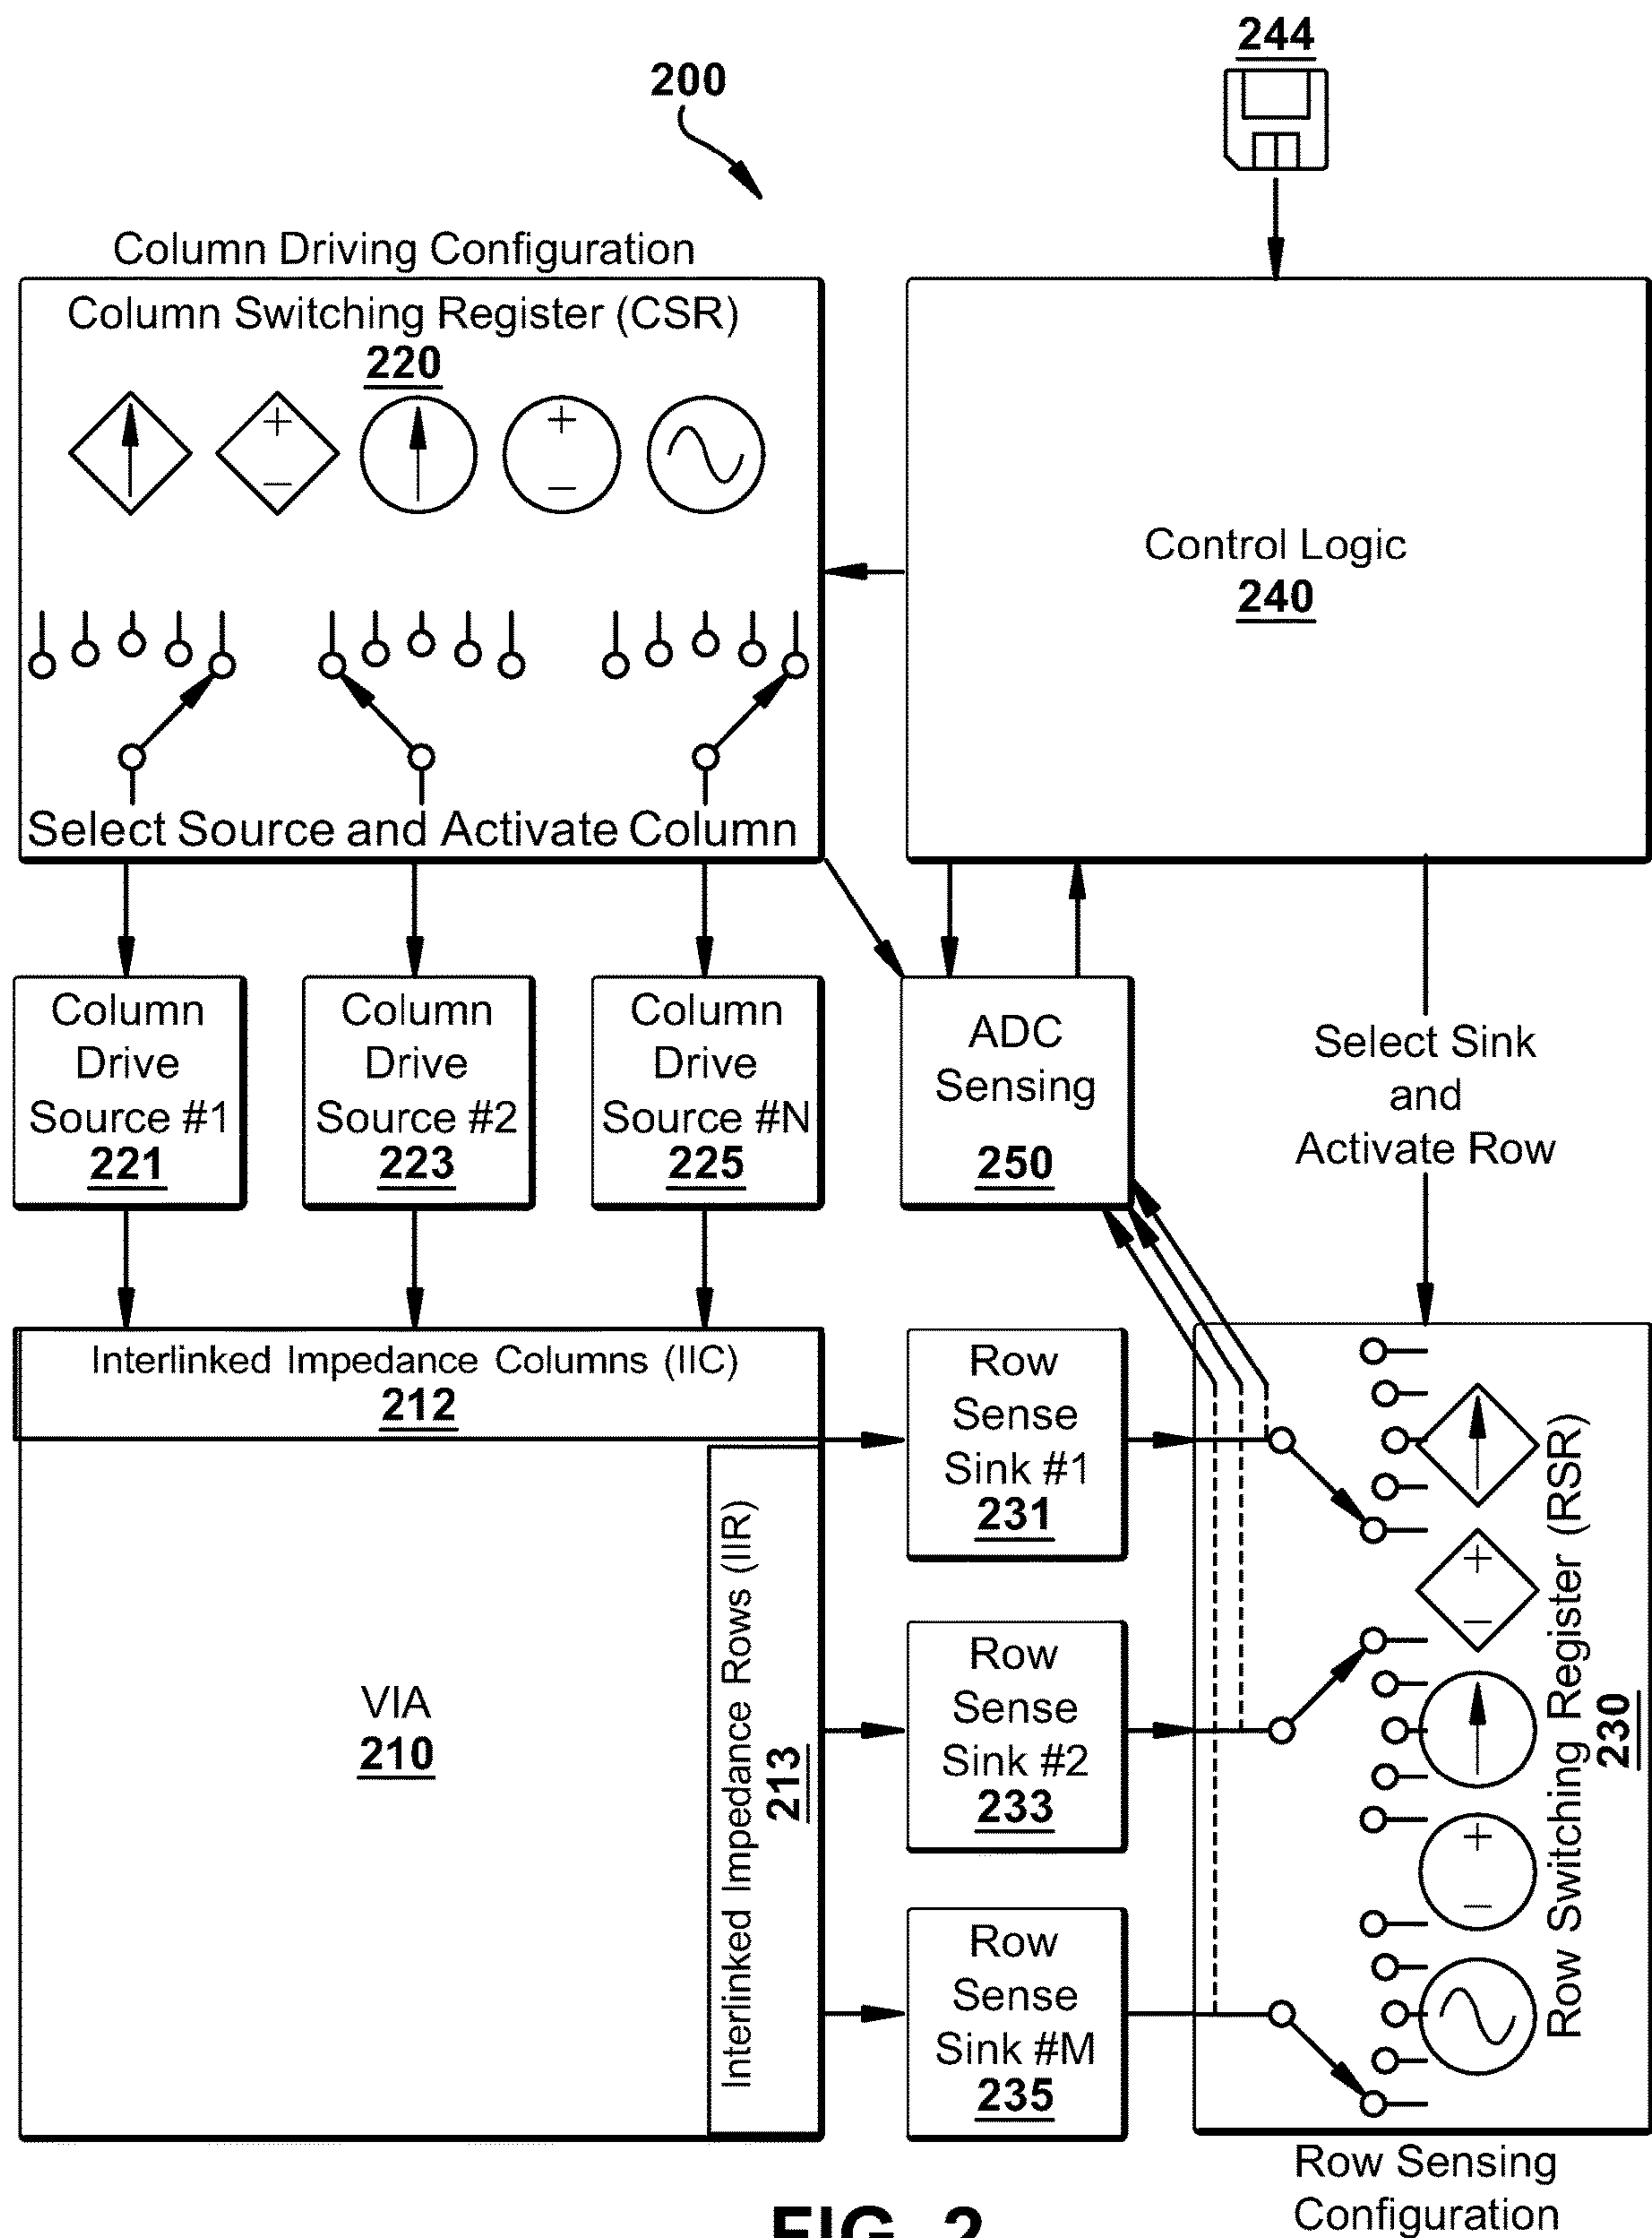 244
200
Column Driving Configuration
Column Switching Register (CSR)
220
Select Source and Activate Column
Control Logic
240
Column
Drive
Source #1
221
Column
Drive
Source #2
223
Column
Drive
Source #N
225
ADC
Sensing
250
Select Sink
and
Activate Row
Interlinked Impedance Columns (IIC)
212
VIA
210
Interlinked Impedance Rows (IIR)
213
Row
Sense
Sink #1
231
Row
Sense
Sink #2
233
Row
Sense
Sink #M
235
Row Switching Register (RSR)
230
Row Sensing
Configuration
FIG. 2